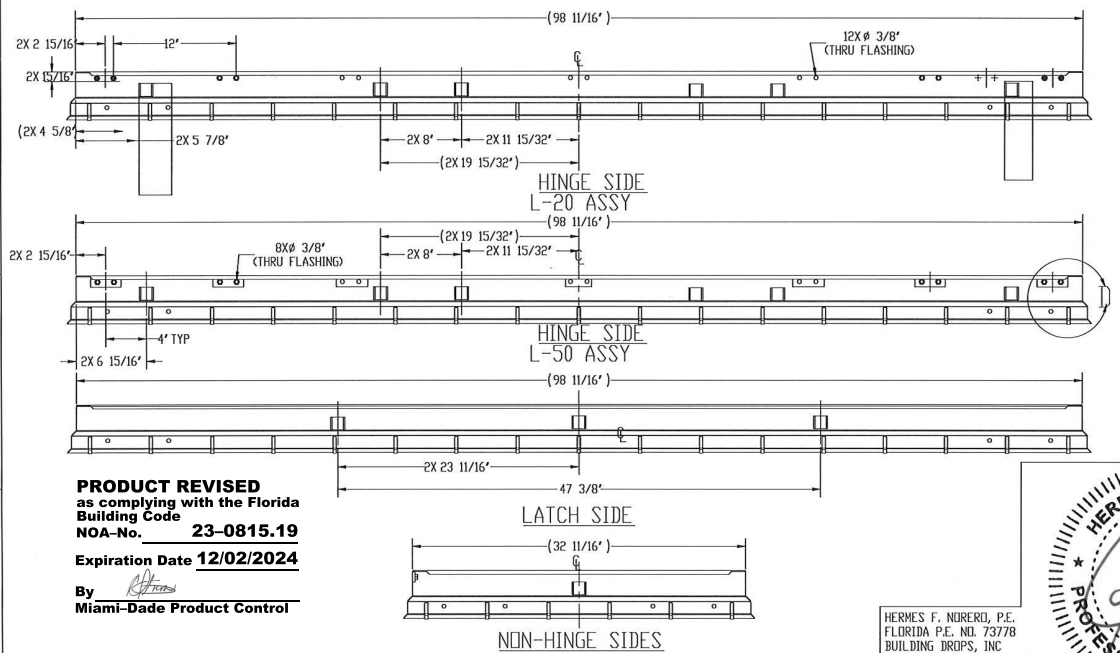 (98 11/16")
2X 2 15/16"
12"
12X Ø 3/8"
(THRU FLASHING)
2X 15/16"
(2X 4 5/8"
2X 5 7/8"
2X 8"
2X 11 15/32"
(2X 19 15/32")
HINGE SIDE
L-20 ASSY
(98 11/16")
(2X 19 15/32")
2X 2 15/16"
8XØ 3/8"
(THRU FLASHING)
2X 8"
2X 11 15/32"
D
4" TYP
HINGE SIDE
L-50 ASSY
2X 6 15/16"
(98 11/16")
2X 23 11/16"
47 3/8"
LATCH SIDE
PRODUCT REVISED
as complying with the Florida
Building Code
NOA-No. 23-0815.19
Expiration Date 12/02/2024
By
Miami-Dade Product Control
(32 11/16")
NON-HINGE SIDES
HERMES F. NORERO, P.E.
FLORIDA P.E. NO. 73778
BUILDING DROPS, INC
HER
PROFES